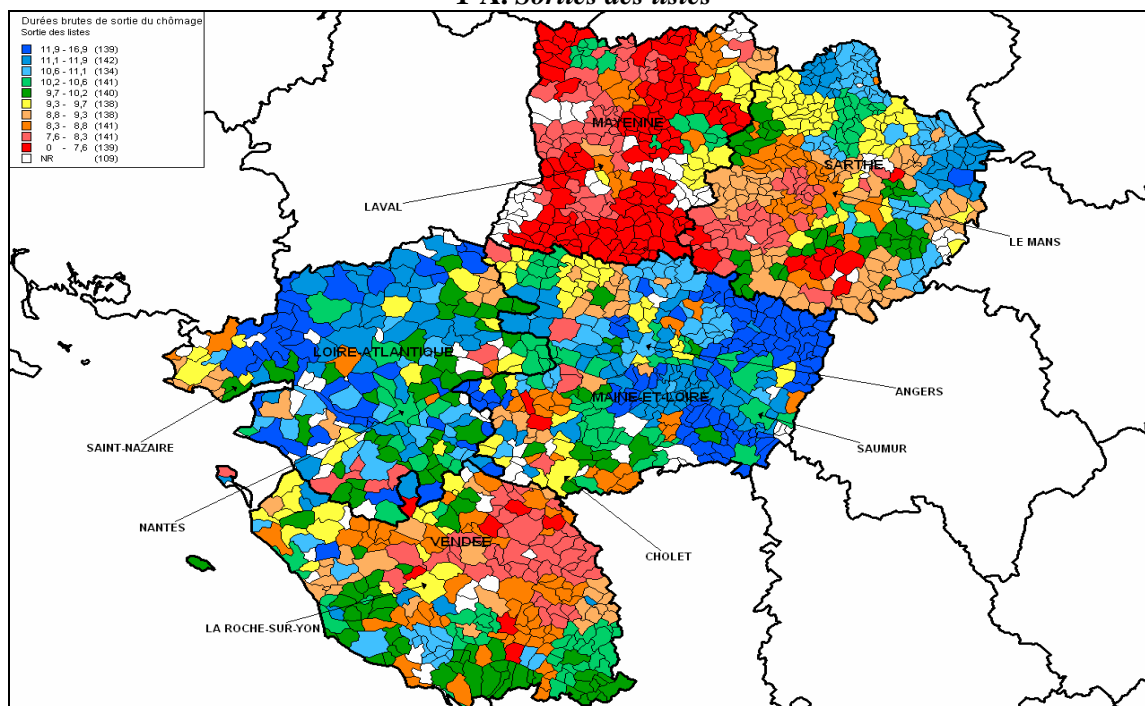 1-A. Sorties des listes
Durées brutes de sortie du chômage
Sortie des listes
11,9 - 16,9 (139)
11,1 - 11,9 (142)
10,6 - 11,1 (134)
10,2 - 10,6 (141)
9,7 - 10,2 (140)
9,3 - 9,7 (138)
8,8 - 9,3 (138)
8,3 - 8,8 (141)
7,6 - 8,3 (141)
0 - 7,6 (139)
NR (109)
MAYENNE
SARTHE
LAVAL
LE MANS
LOIRE-ATLANTIQUE
ANGERS
MAINE-ET-LOIRE
SAINT-NAZAIRE
SAUMUR
NANTES
VENDEE
CHOLET
LA ROCHE-SUR-YON